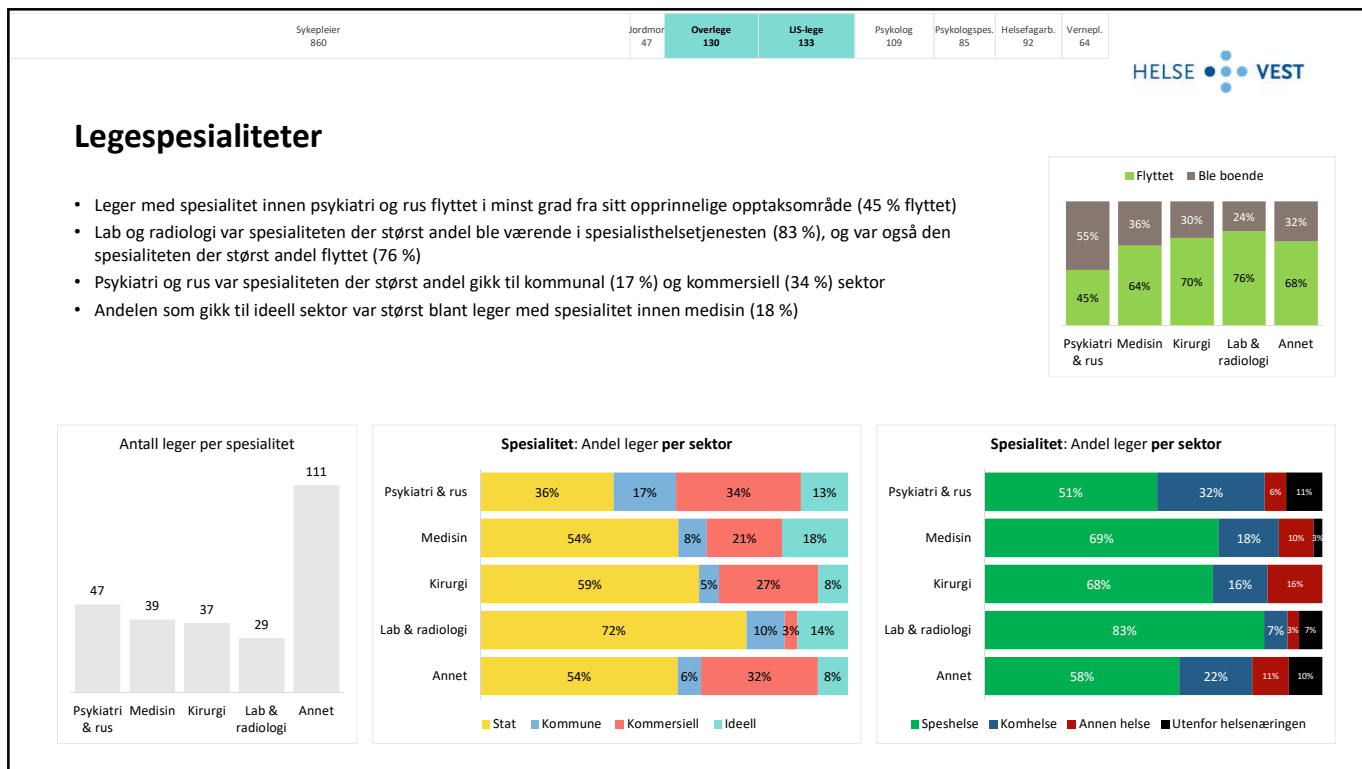 Sykepleier
860
Jordmor
47
Overlege
130
LIS-lege
133
Psykolog
109
Psykologspes.
85
Helsefagarb.
92
Vernepl.
64
HELSE VEST
Legespesialiteter
• Leger med spesialitet innen psykiatri og rus flyttet i minst grad fra sitt opprinnelige opptaksområde (45 % flyttet)
• Lab og radiologi var spesialiteten der størst andel ble værende i spesialisthelsetjenesten (83 %), og var også den
spesialiteten der størst andel flyttet (76 %)
• Psykiatri og rus var spesialiteten der størst andel gikk til kommunal (17 %) og kommersiell (34 %) sektor
• Andelen som gikk til ideell sektor var størst blant leger med spesialitet innen medisin (18 %)
Flyttet Ble boende
55% 36% 30% 24% 32%
45% 64% 70% 76% 68%
Psykiatri Medisin Kirurgi Lab & Annet
& rus radiologi
Antall leger per spesialitet
47 39 37 29 111
Psykiatri Medisin Kirurgi Lab & Annet
& rus radiologi
Spesialitet: Andel leger per sektor
Psykiatri & rus 36% 17% 34% 13%
Medisin 54% 8% 21% 18%
Kirurgi 59% 5% 27% 8%
Lab & radiologi 72% 10% 3% 14%
Annet 54% 6% 32% 8%
Stat Kommune Kommersiell Ideell
Spesialitet: Andel leger per sektor
Psykiatri & rus 51% 32% 6% 11%
Medisin 69% 18% 10% 3%
Kirurgi 68% 16% 16%
Lab & radiologi 83% 7% 3% 7%
Annet 58% 22% 11% 10%
Speshelse Komhelse Annen helse Utenfor helsenæringen